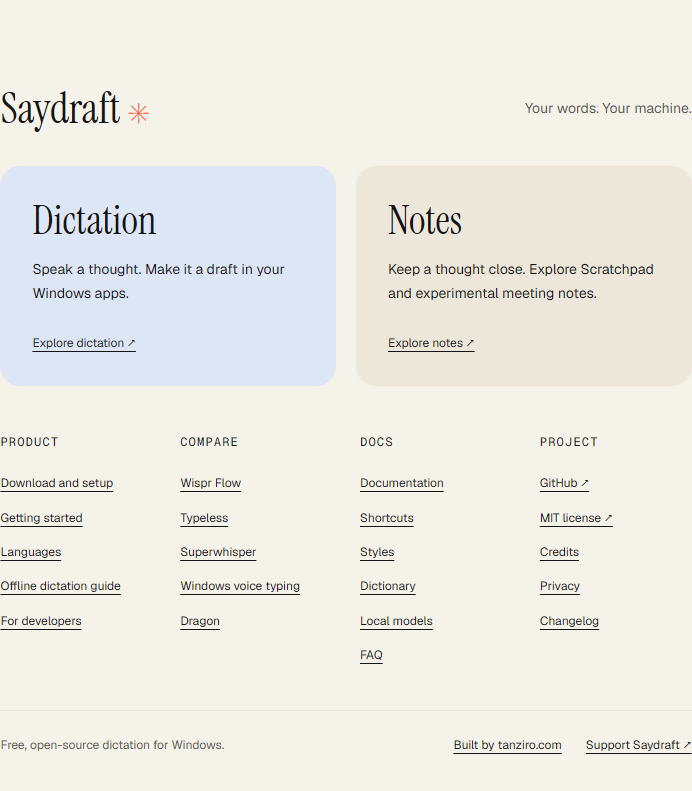 Saydraft
Your words. Your machine.
Dictation
Speak a thought. Make it a draft in your
Windows apps.
Explore dictation ↗
Notes
Keep a thought close. Explore Scratchpad
and experimental meeting notes.
Explore notes ↗
PRODUCT
Download and setup
Getting started
Languages
Offline dictation guide
For developers
COMPARE
Wispr Flow
Typeless
Superwhisper
Windows voice typing
Dragon
DOCS
Documentation
Shortcuts
Styles
Dictionary
Local models
FAQ
PROJECT
GitHub ↗
MIT license ↗
Credits
Privacy
Changelog
Free, open-source dictation for Windows.
Built by tanziro.com
Support Saydraft ↗